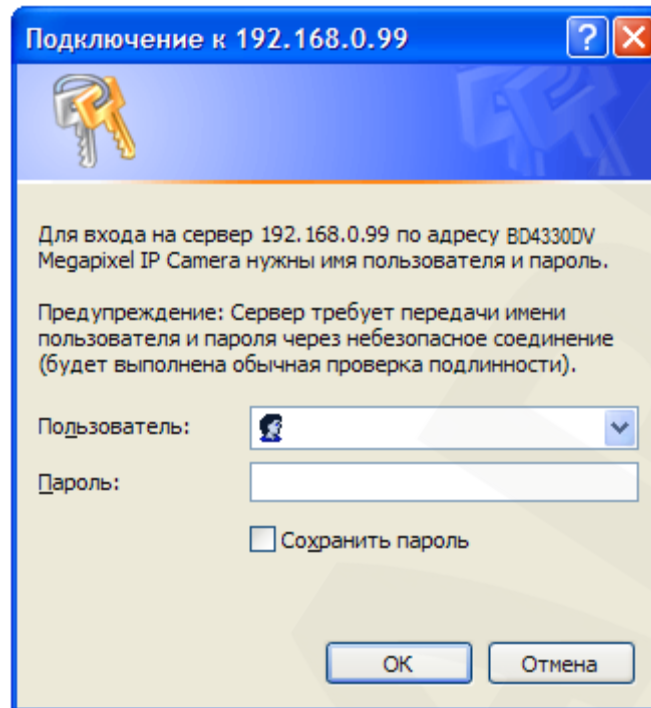 Подключение к 192.168.0.99
Для входа на сервер 192.168.0.99 по адресу BD4330DV
Megapixel IP Camera нужны имя пользователя и пароль.
Предупреждение: Сервер требует передачи имени
пользователя и пароля через небезопасное соединение
(будет выполнена обычная проверка подлинности).
Пользователь:
Пароль:
Сохранить пароль
ОК Отмена